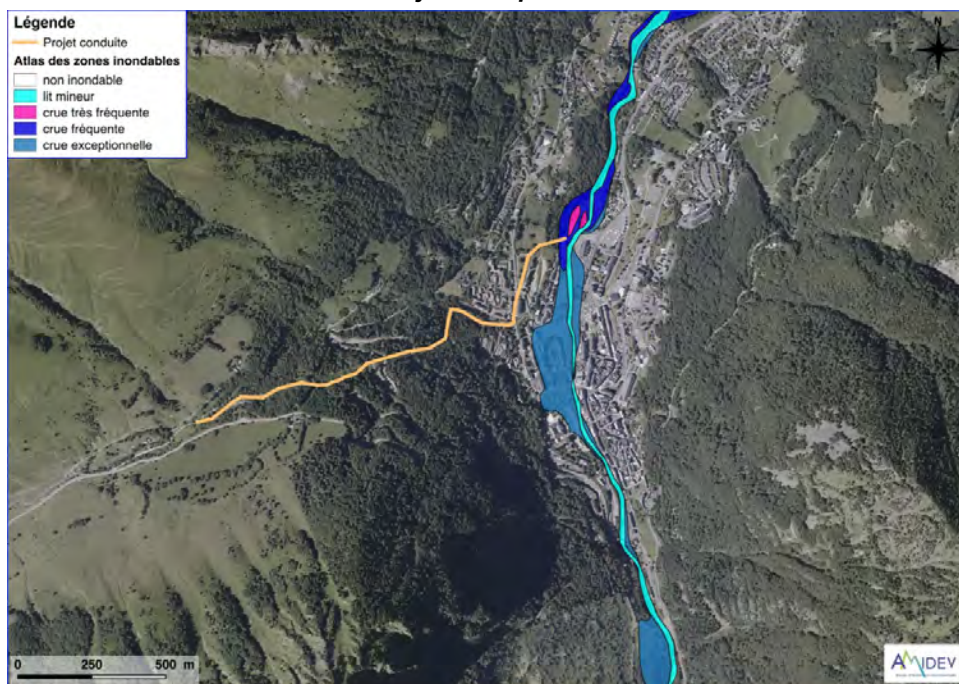 Légende
Projet conduite
Atlas des zones inondables
non inondable
lit mineur
crue très fréquente
crue fréquente
crue exceptionnelle
N
0 250 500 m
AMIDEV